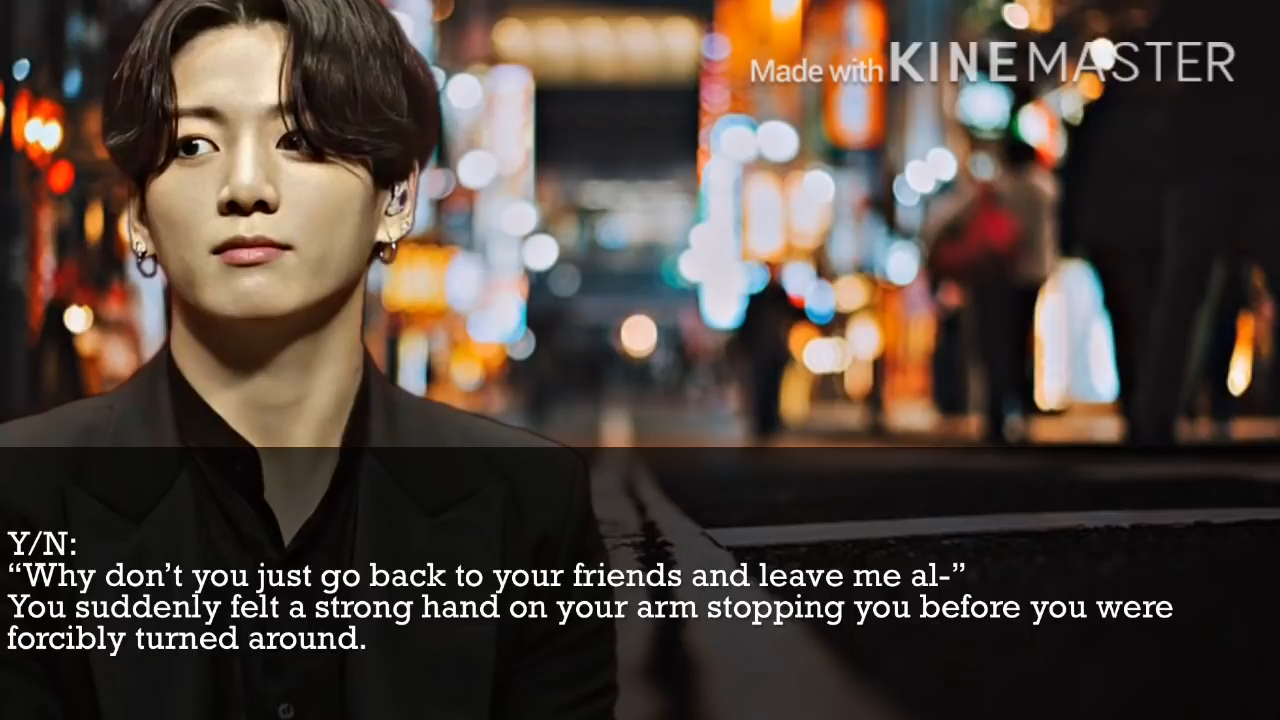 Made with KINEMASTER
Y/N:
“Why don’t you just go back to your friends and leave me al-”
You suddenly felt a strong hand on your arm stopping you before you were
forcibly turned around.